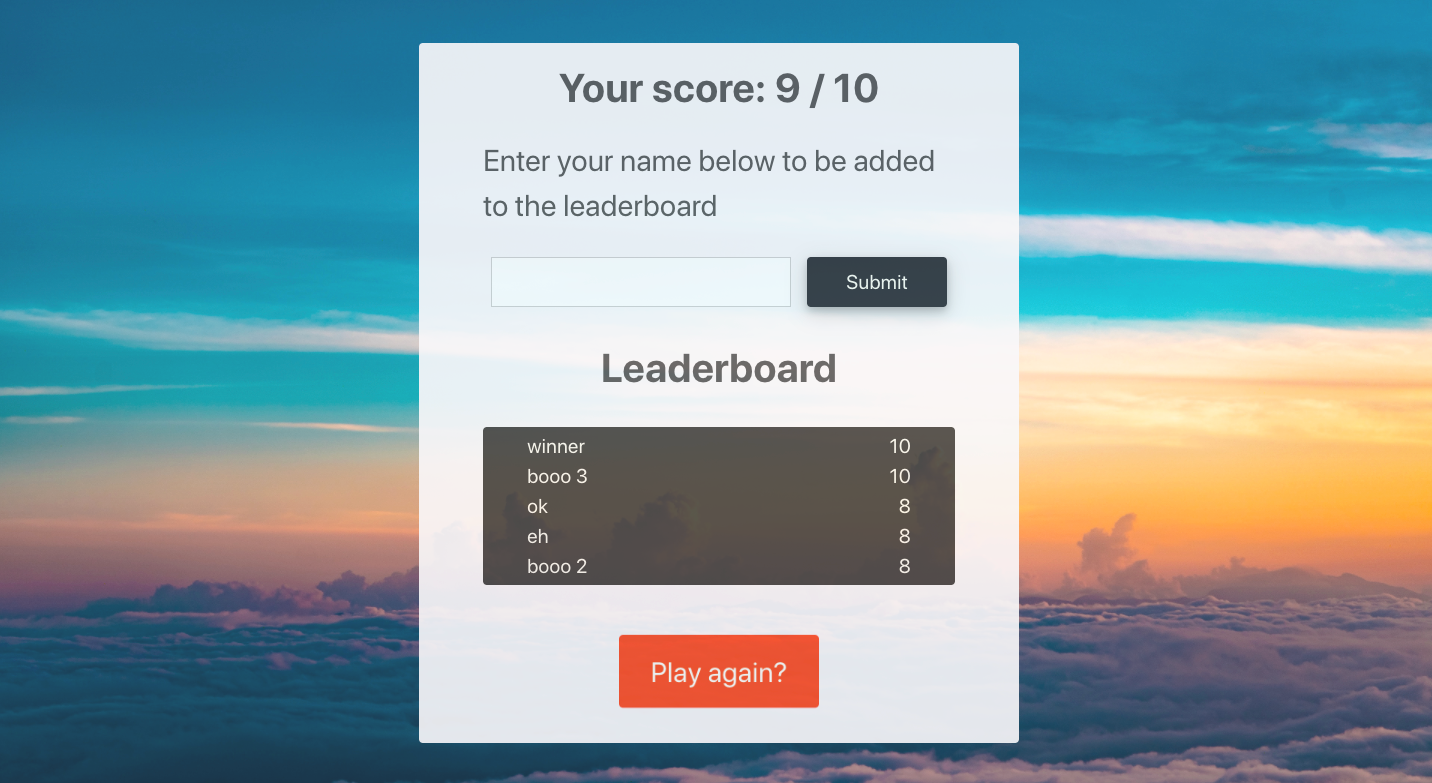 Your score: 9 / 10
Enter your name below to be added
to the leaderboard
Submit
Leaderboard
winner 10
booo 3 10
ok 8
eh 8
booo 2 8
Play again?